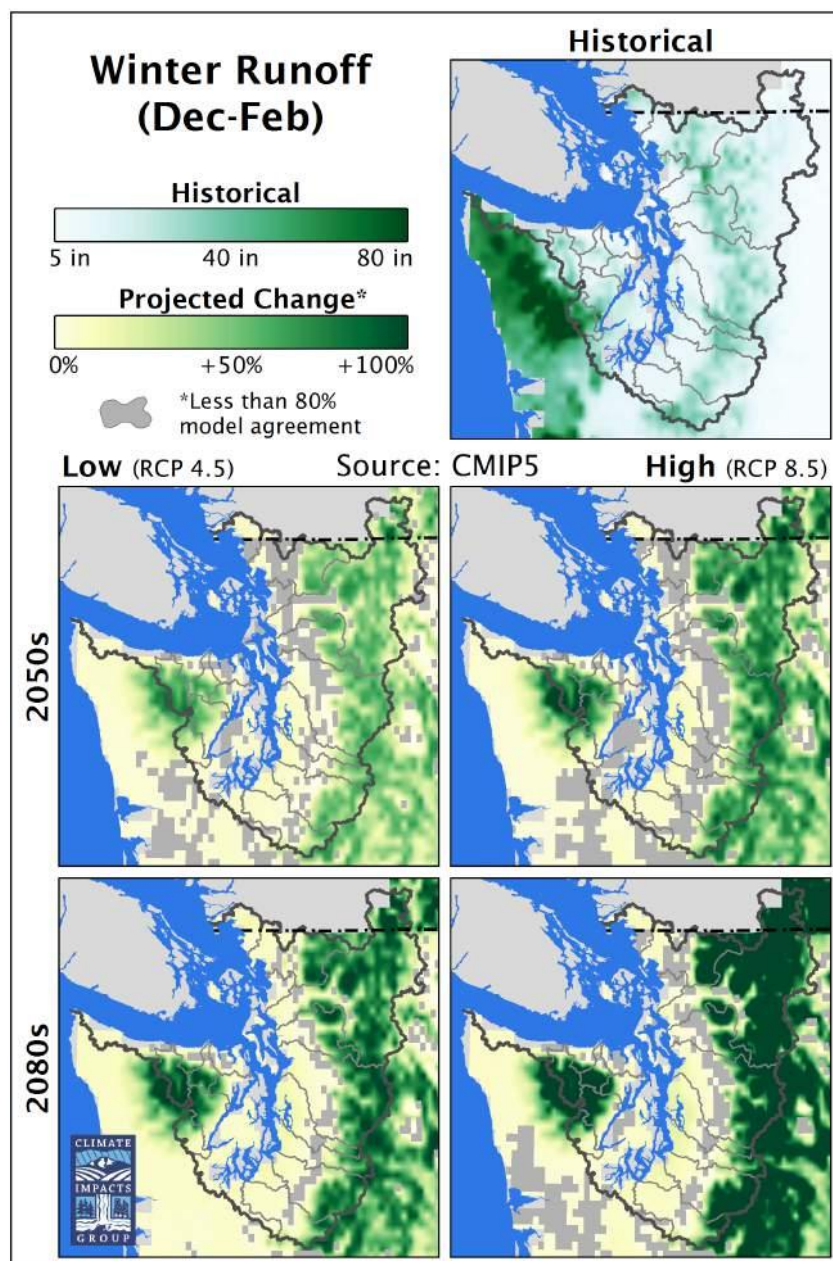 Winter Runoff
(Dec-Feb)
Historical
Historical
5 in 40 in 80 in
Projected Change*
0% +50% +100%
*Less than 80%
model agreement
Low (RCP 4.5) Source: CMIP5 High (RCP 8.5)
2050s
2080s
CLIMATE
IMPACTS
GROUP